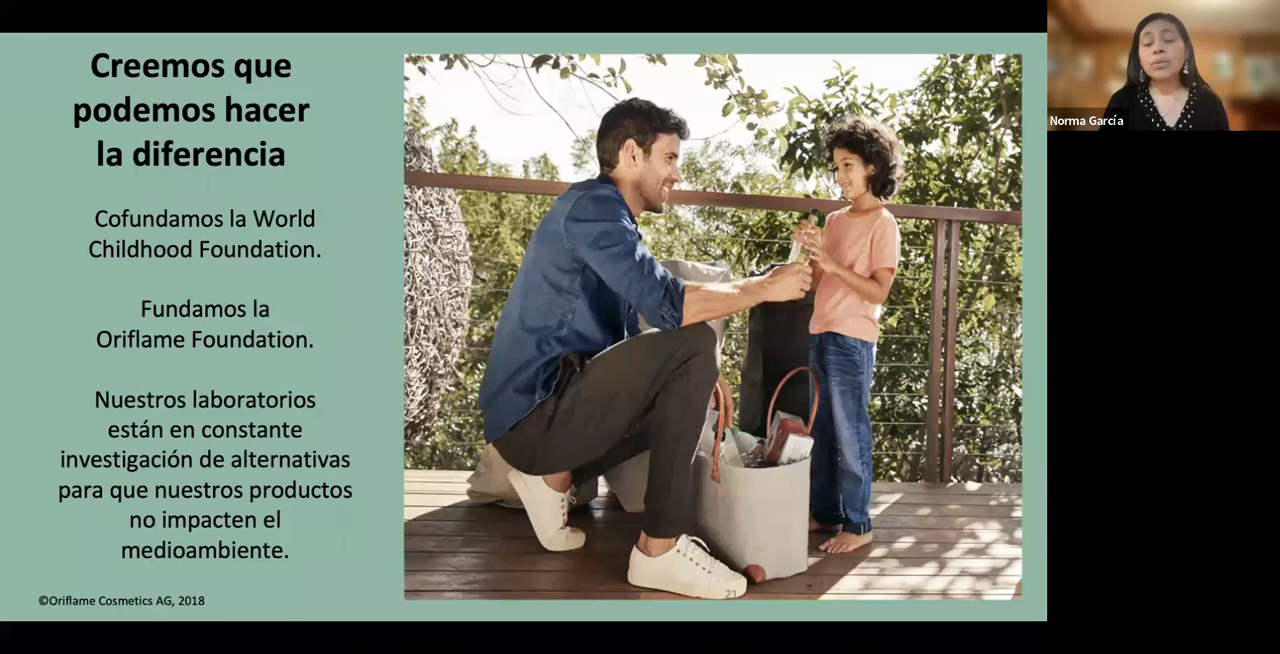 Creemos que
podemos hacer
la diferencia
Cofundamos la World
Childhood Foundation.
Fundamos la
Oriflame Foundation.
Nuestros laboratorios
están en constante
investigación de alternativas
para que nuestros productos
no impacten el
medioambiente.
©Oriflame Cosmetics AG, 2018
21
Norma García